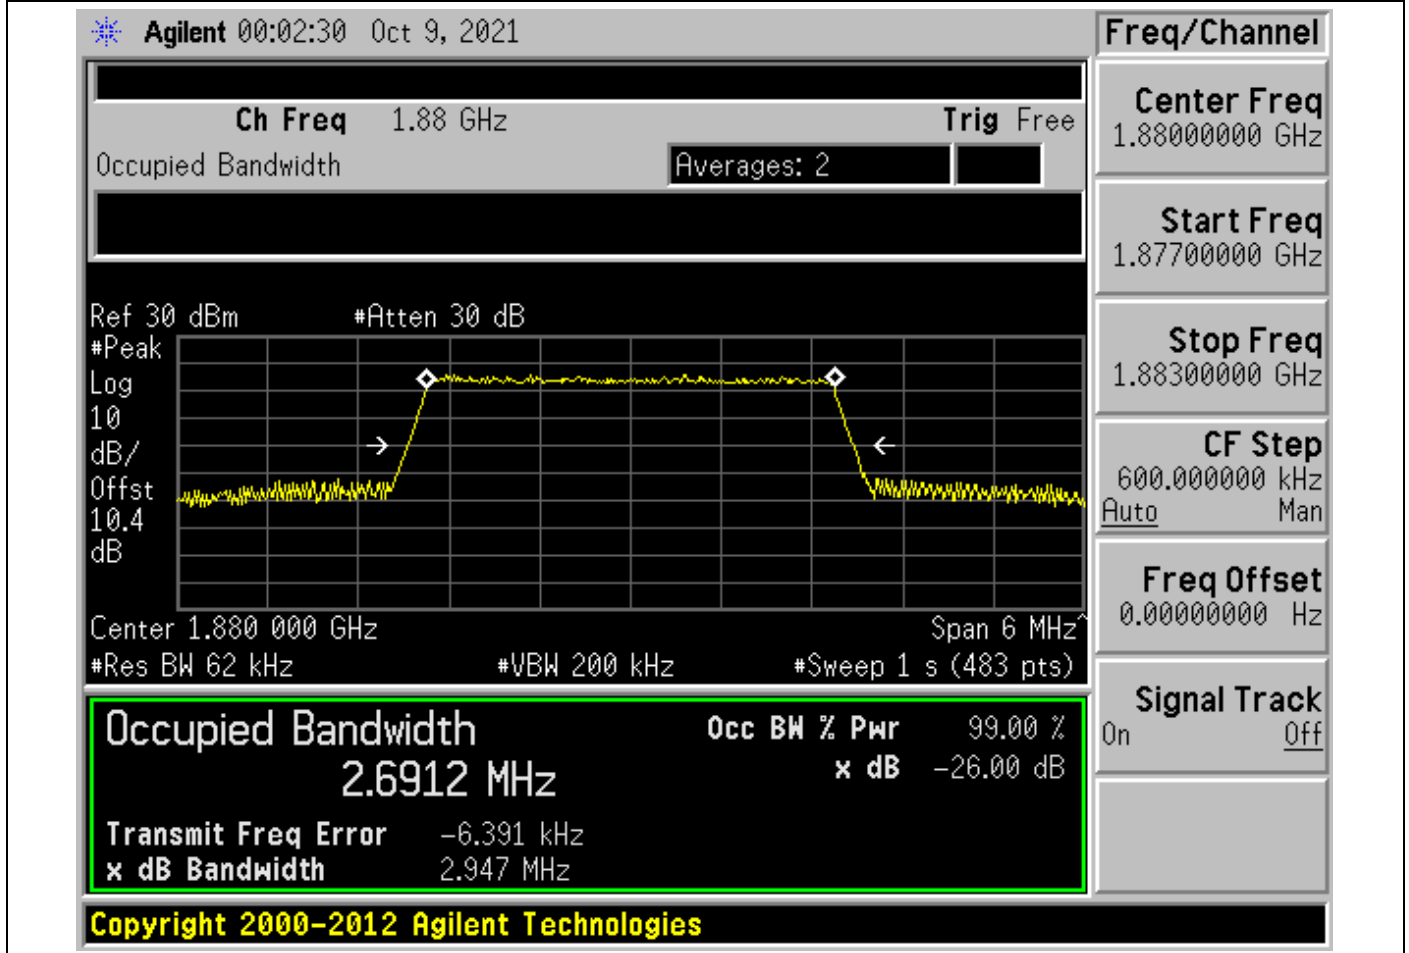 Agilent 00:02:30 Oct 9, 2021
Freq/Channel
Ch Freq 1.88 GHz Trig Free
Occupied Bandwidth Averages: 2
Center Freq
1.88000000 GHz
Start Freq
1.87700000 GHz
Stop Freq
1.88300000 GHz
CF Step
600.000000 kHz
Auto Man
Freq Offset
0.00000000 Hz
Signal Track
On Off
Ref 30 dBm #Atten 30 dB
#Peak
Log
10
dB/
Offst
10.4
dB
Center 1.880 000 GHz Span 6 MHz^
#Res BW 62 kHz #VBW 200 kHz #Sweep 1 s (483 pts)
Occupied Bandwidth Occ BW % Pwr 99.00 %
2.6912 MHz x dB -26.00 dB
Transmit Freq Error -6.391 kHz
x dB Bandwidth 2.947 MHz
Copyright 2000-2012 Agilent Technologies